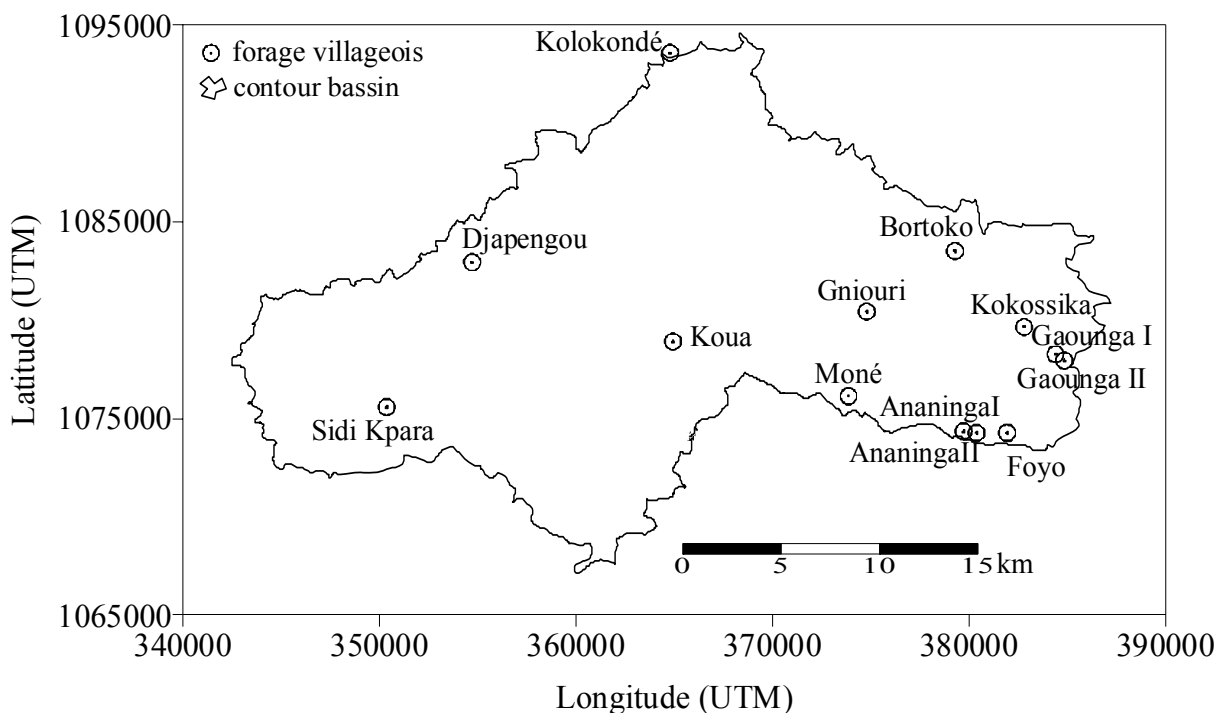 1095000
Kolokondé
forage villageois
contour bassin
1085000
Bortoko
Djapengou
Gniouri
Kokossika
Koua
Gaounga I
Moné
Gaounga II
1075000
AnaningaI
Sidi Kpara
AnaningaII
Foyo
0 5 10 15 km
1065000
340000 350000 360000 370000 380000 390000
Longitude (UTM)
Latitude (UTM)